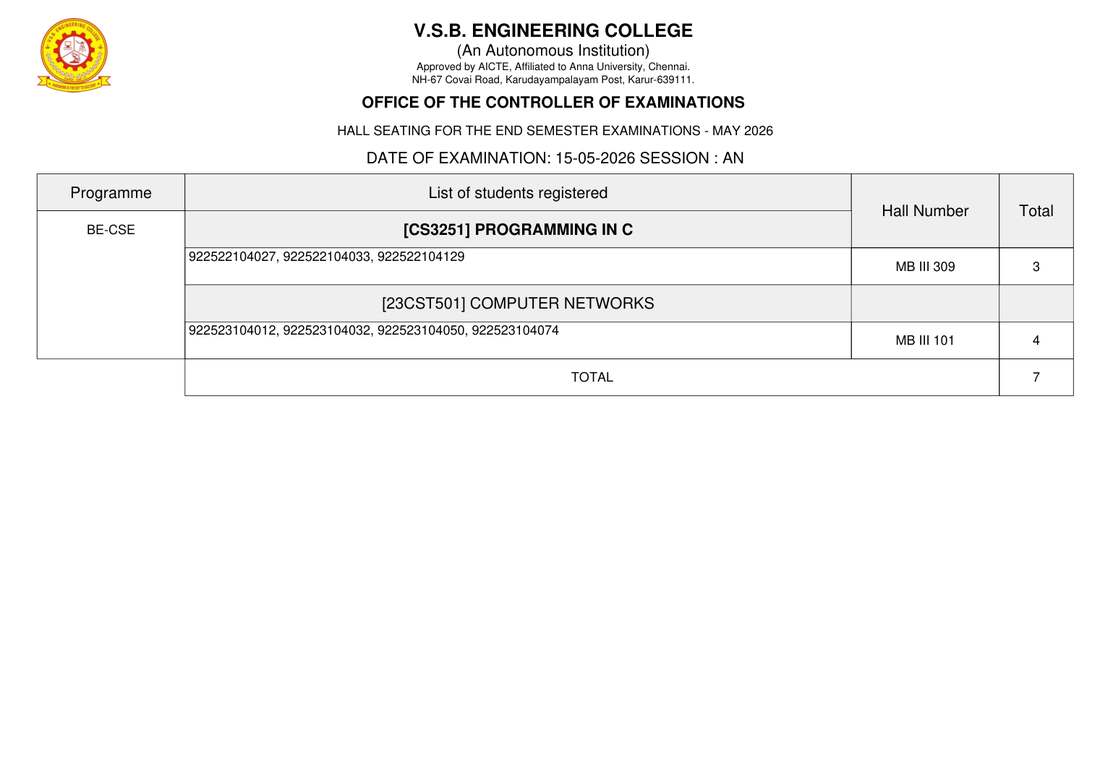 V.S.B. ENGINEERING COLLEGE
(An Autonomous Institution)
Approved by AICTE, Affiliated to Anna University, Chennai.
NH-67 Covai Road, Karudayampalayam Post, Karur-639111.
OFFICE OF THE CONTROLLER OF EXAMINATIONS
HALL SEATING FOR THE END SEMESTER EXAMINATIONS - MAY 2026
DATE OF EXAMINATION: 15-05-2026 SESSION : AN
Programme List of students registered Hall Number Total
BE-CSE [CS3251] PROGRAMMING IN C
922522104027, 922522104033, 922522104129 MB III 309 3
[23CST501] COMPUTER NETWORKS
922523104012, 922523104032, 922523104050, 922523104074 MB III 101 4
TOTAL 7